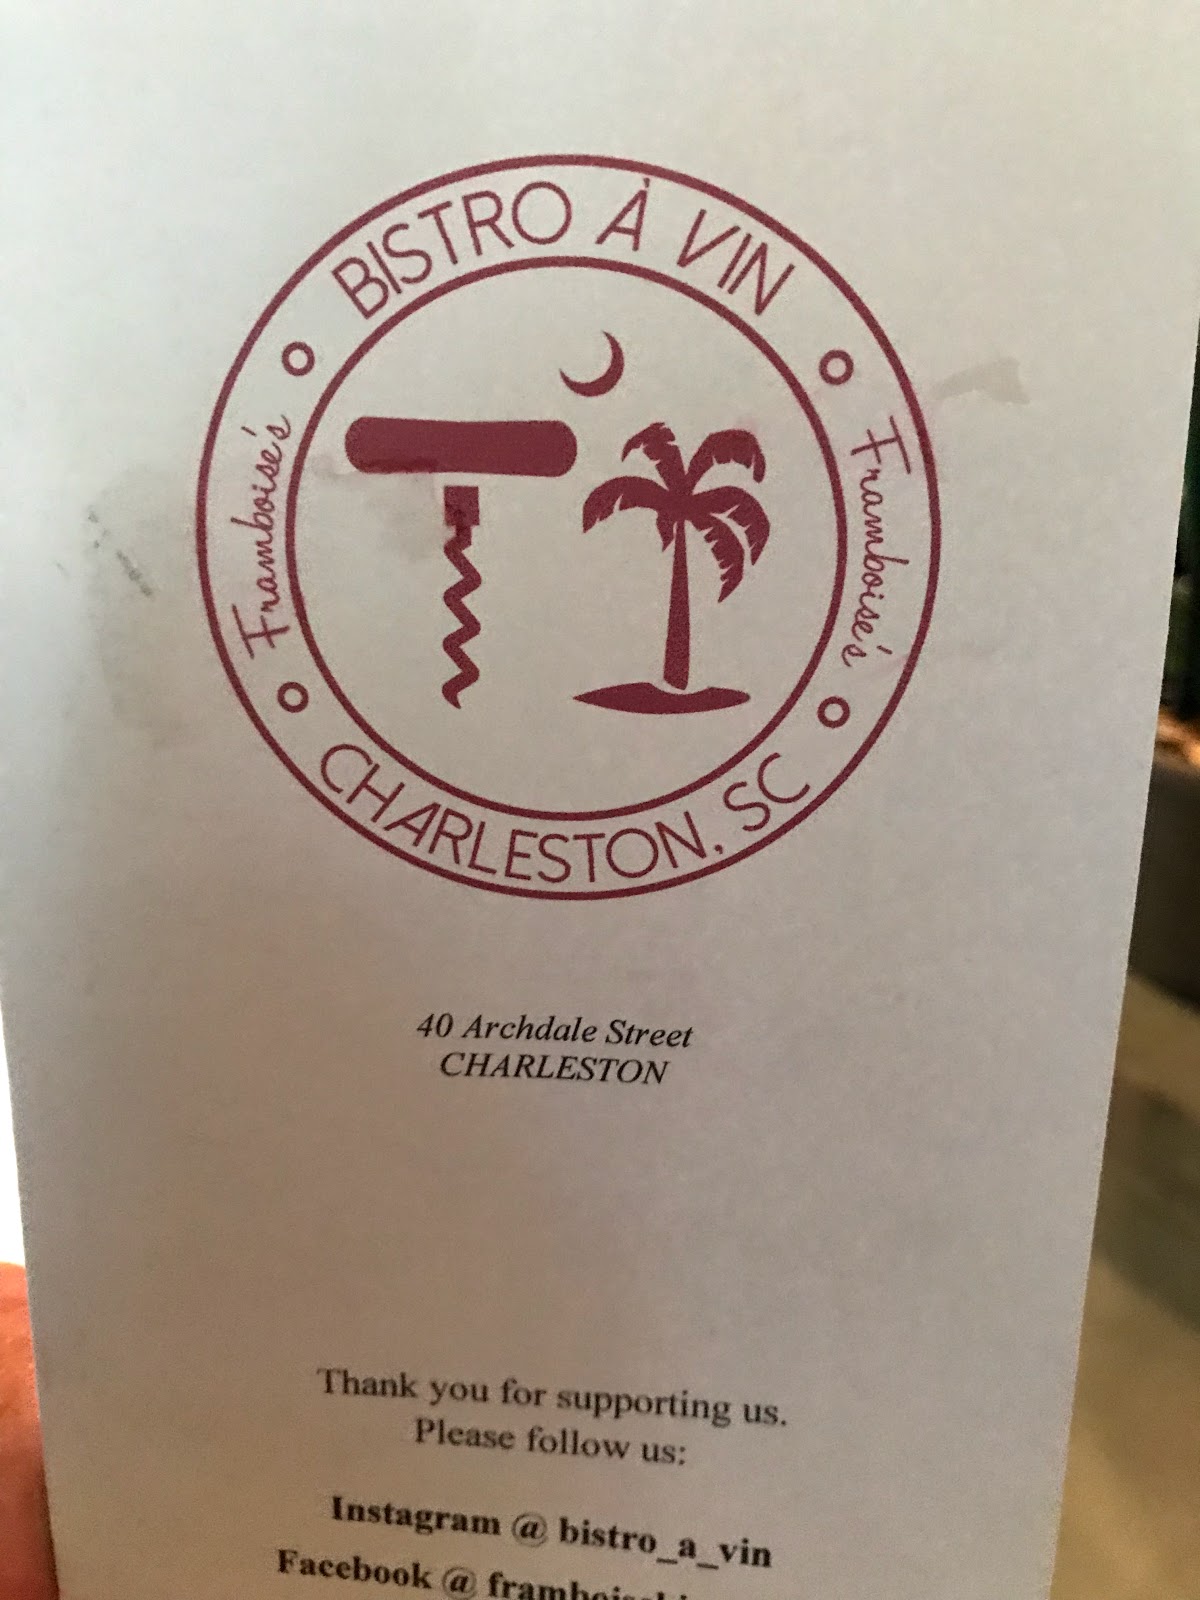 BISTRO À VIN
Framboise's
Framboise's
CHARLESTON, SC
40 Archdale Street
CHARLESTON
Thank you for supporting us.
Please follow us:
Instagram @ bistro_a_vin
Facebook @